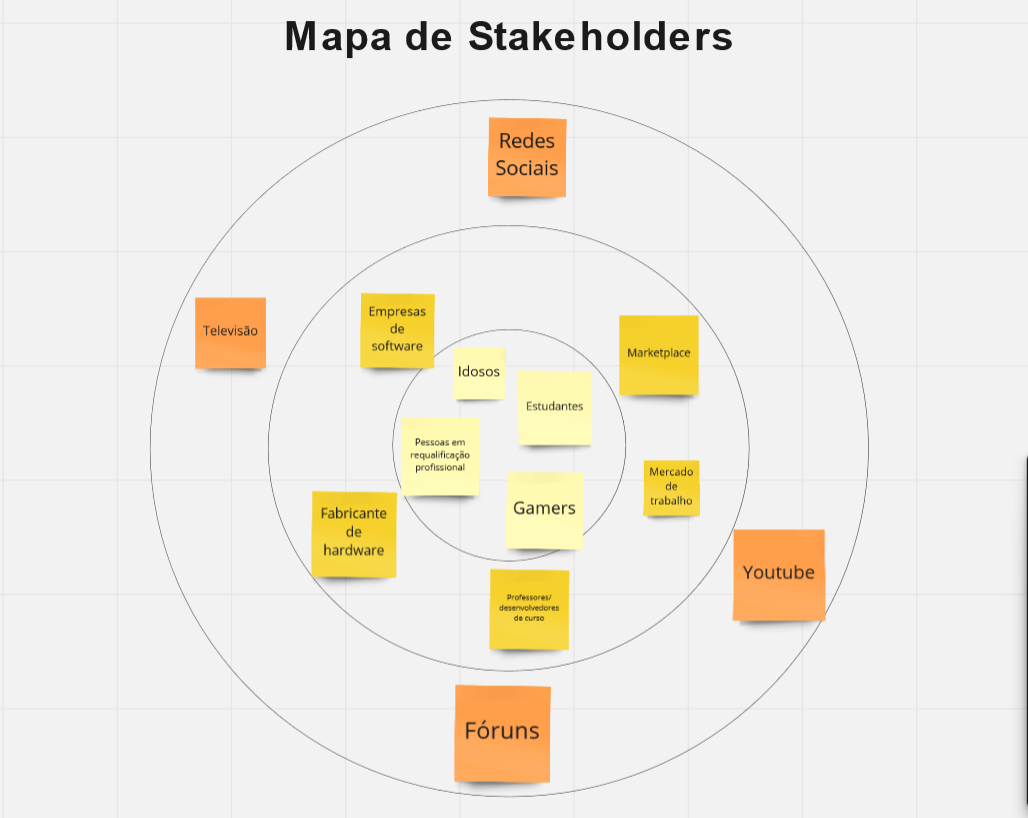 Mapa de Stakeholders
Redes
Sociais
Televisão
Empresas
de
software
Marketplace
Idosos
Estudantes
Pessoas em
requalificação
profissional
Mercado
de
trabalho
Gamers
Fabricante
de
hardware
Youtube
Professores/
desenvolvedores
de curso
Fóruns